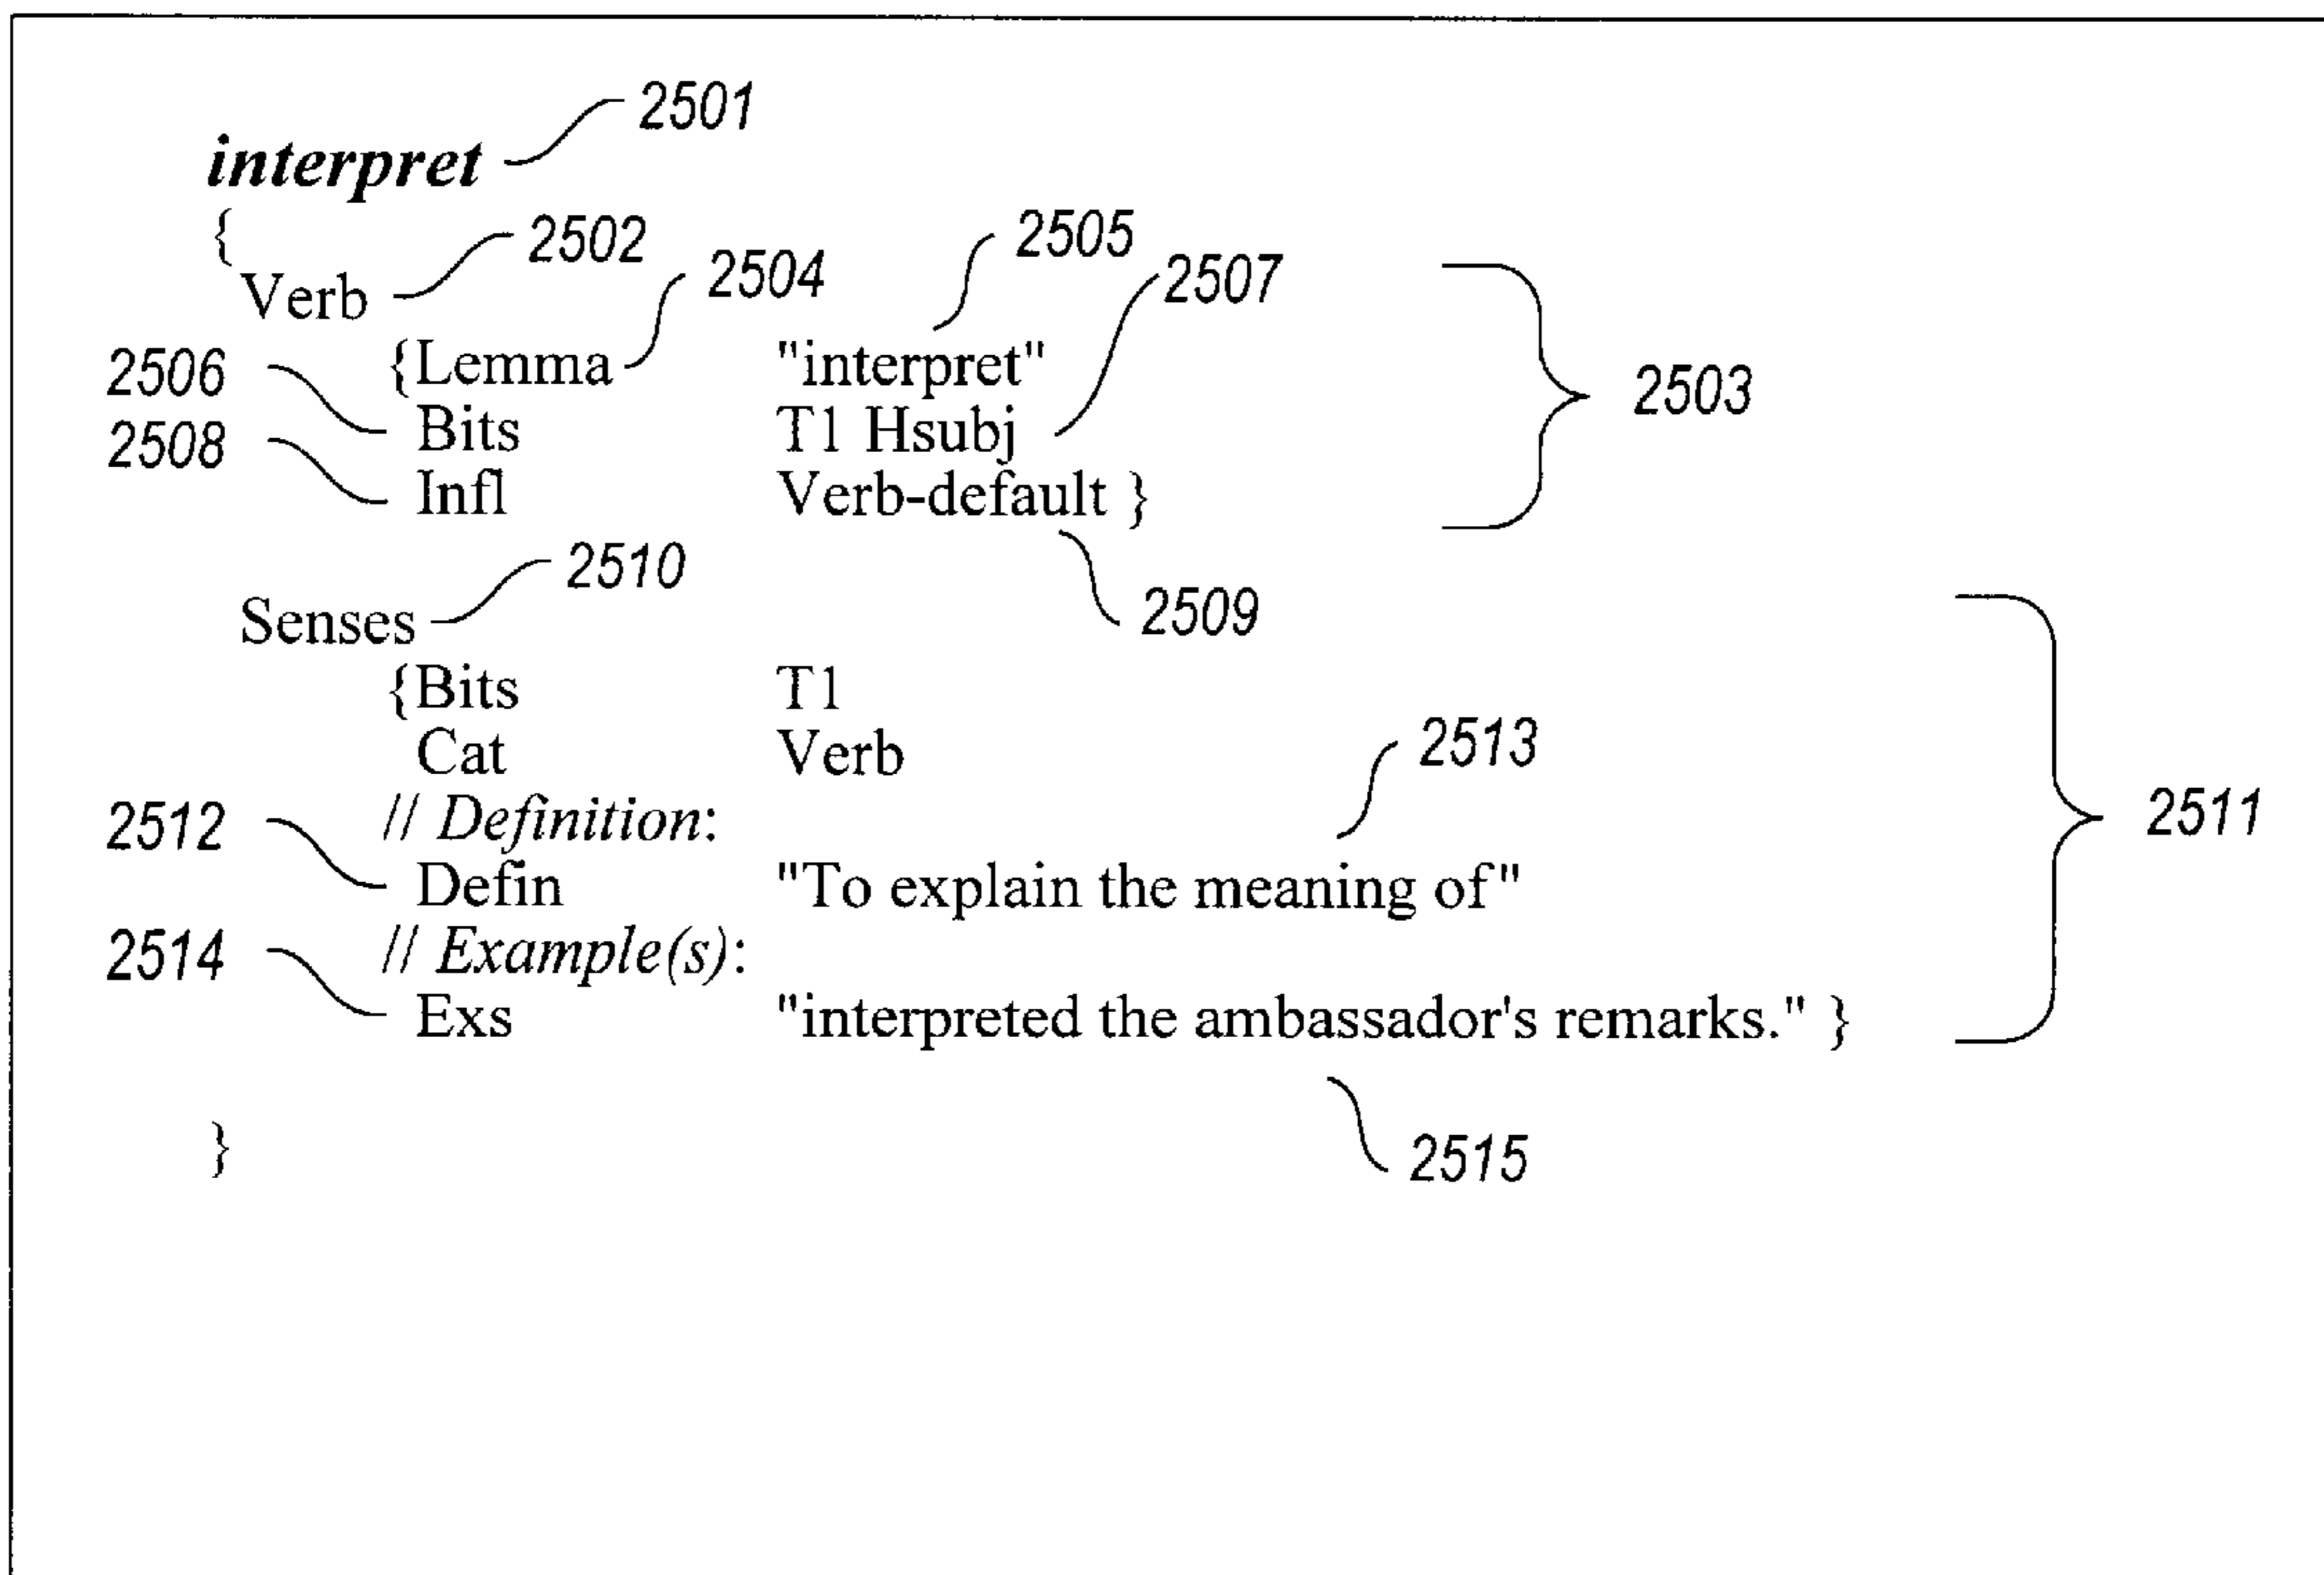 2501
interpret
{ 2502 2505
Verb 2504 2507
2506 {Lemma "interpret" 2503
2508 Bits T1 Hsubj
Infl Verb-default }
2510
Senses 2509
{Bits T1
Cat Verb 2513
2512 // Definition: 2511
Defin "To explain the meaning of"
2514 // Example(s):
Exs "interpreted the ambassador's remarks." }
} 2515